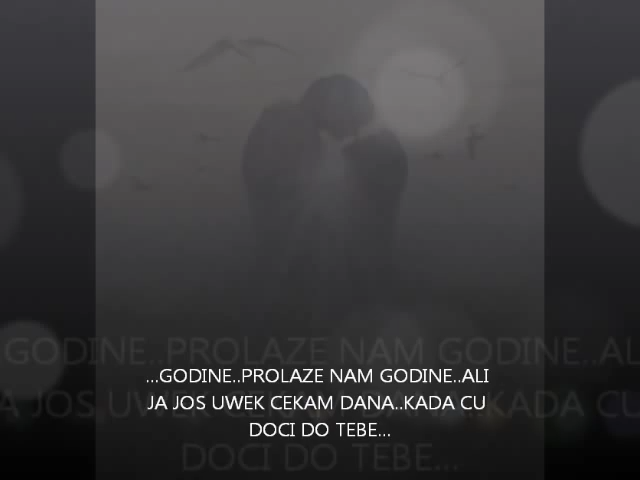 ...GODINE..PROLAZE NAM GODINE..ALI
JA JOS UWEK CEKAM DANA..KADA CU
DOCI DO TEBE...